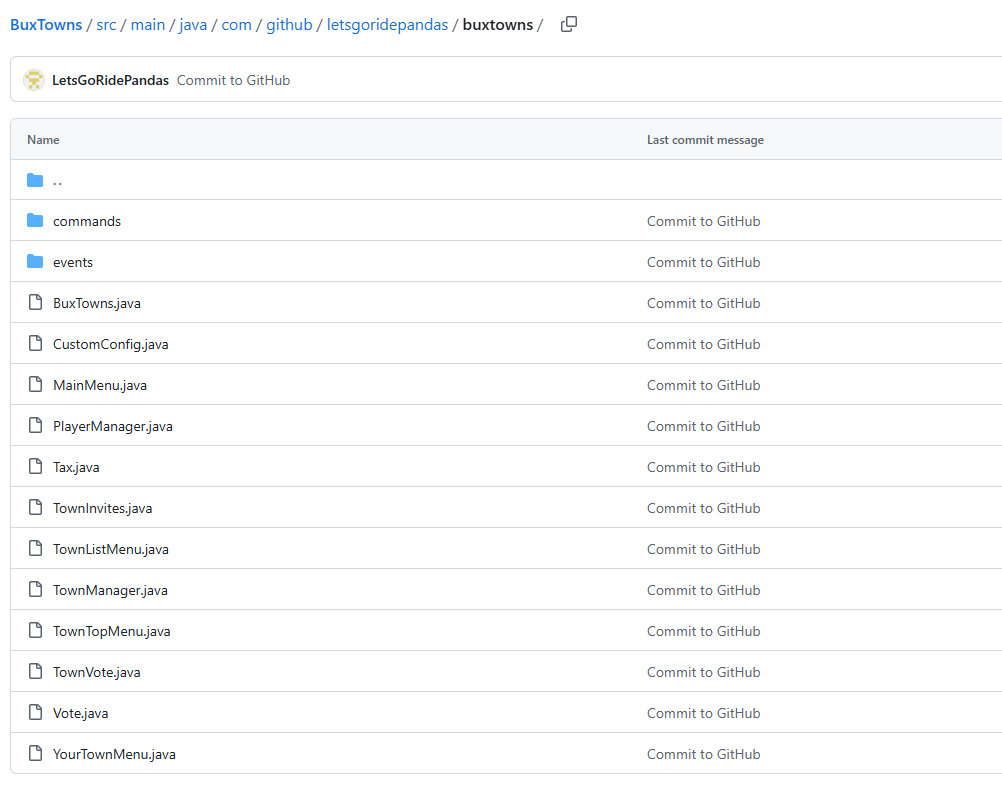 BuxTowns / src / main / java / com / github / letsgoridepandas / buxtowns /
LetsGoRidePandas Commit to GitHub
Name Last commit message
..
commands Commit to GitHub
events Commit to GitHub
BuxTowns.java Commit to GitHub
CustomConfig.java Commit to GitHub
MainMenu.java Commit to GitHub
PlayerManager.java Commit to GitHub
Tax.java Commit to GitHub
TownInvites.java Commit to GitHub
TownListMenu.java Commit to GitHub
TownManager.java Commit to GitHub
TownTopMenu.java Commit to GitHub
TownVote.java Commit to GitHub
Vote.java Commit to GitHub
YourTownMenu.java Commit to GitHub